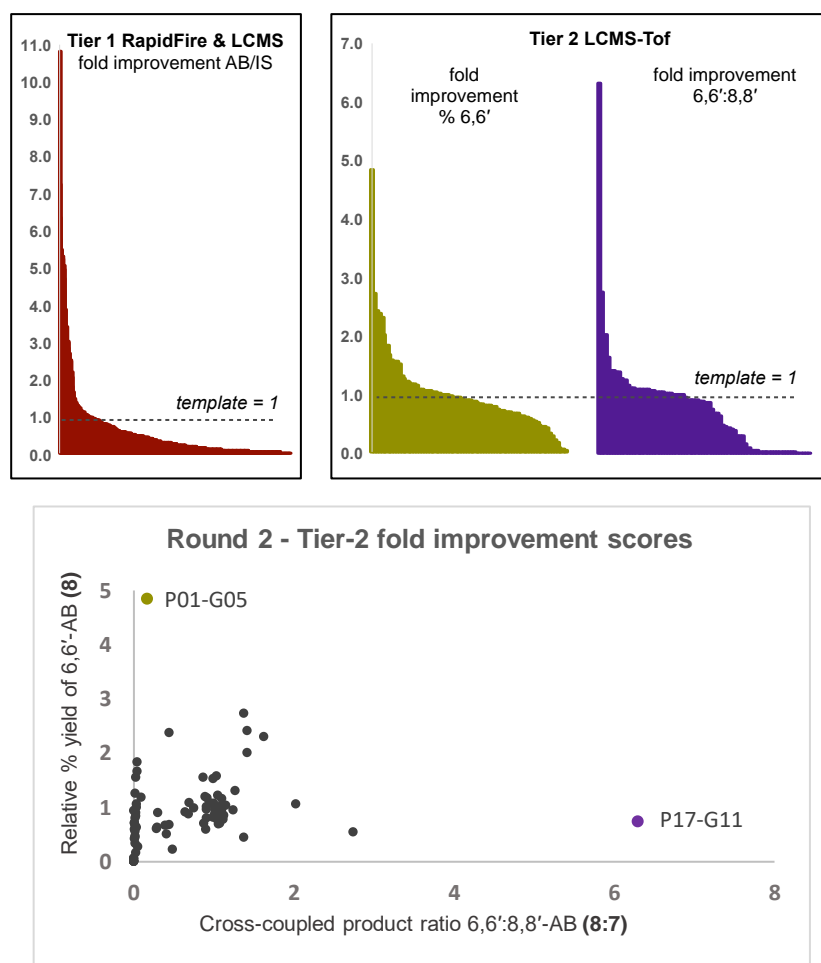 Tier 1 RapidFire & LCMS
fold improvement AB/IS
11.0
10.0
9.0
8.0
7.0
6.0
5.0
4.0
3.0
2.0
1.0
0.0
template = 1
Tier 2 LCMS-Tof
7.0
6.0
5.0
4.0
3.0
2.0
1.0
0.0
fold
improvement
% 6,6′
fold improvement
6,6′:8,8′
template = 1
Round 2 - Tier-2 fold improvement scores
Relative % yield of 6,6′-AB (8)
5
4
3
2
1
0
P01-G05
P17-G11
0
2
4
6
8
Cross-coupled product ratio 6,6′:8,8′-AB (8:7)